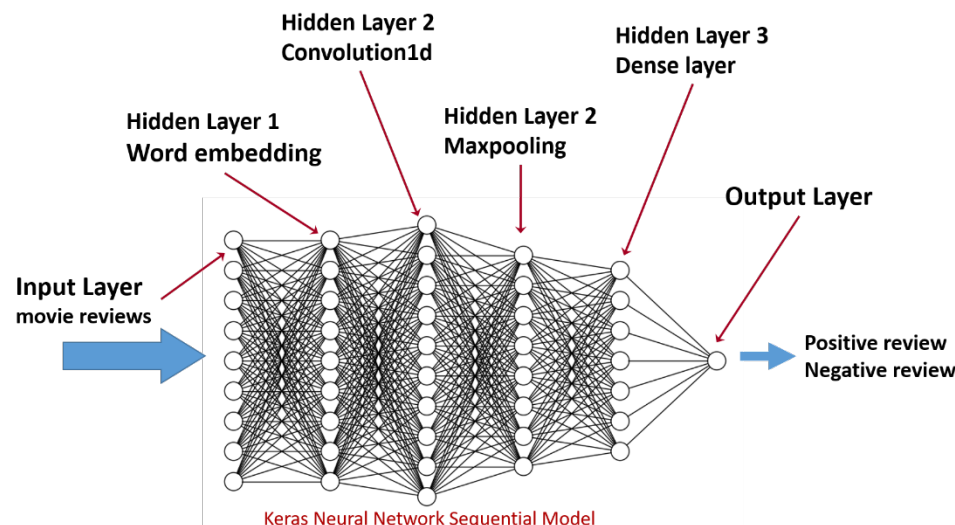 Hidden Layer 2
Convolution1d
Hidden Layer 3
Dense layer
Hidden Layer 1
Word embedding
Hidden Layer 2
Maxpooling
Output Layer
Input Layer
movie reviews
Positive review
Negative review
Keras Neural Network Sequential Model